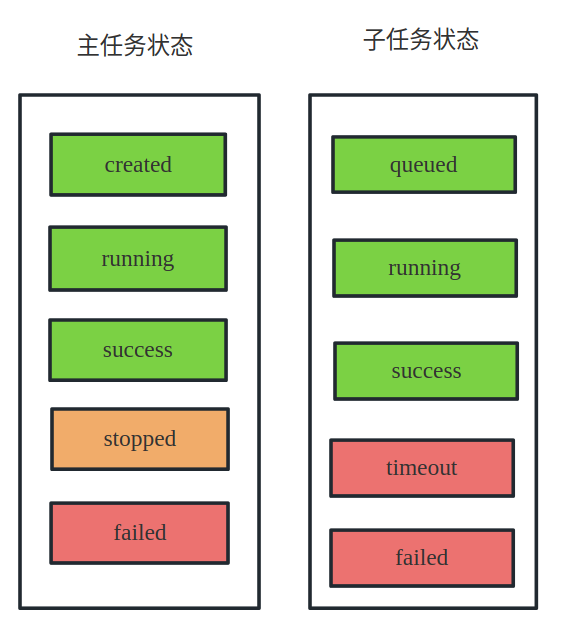 主任务状态
created
running
success
stopped
failed
子任务状态
queued
running
success
timeout
failed